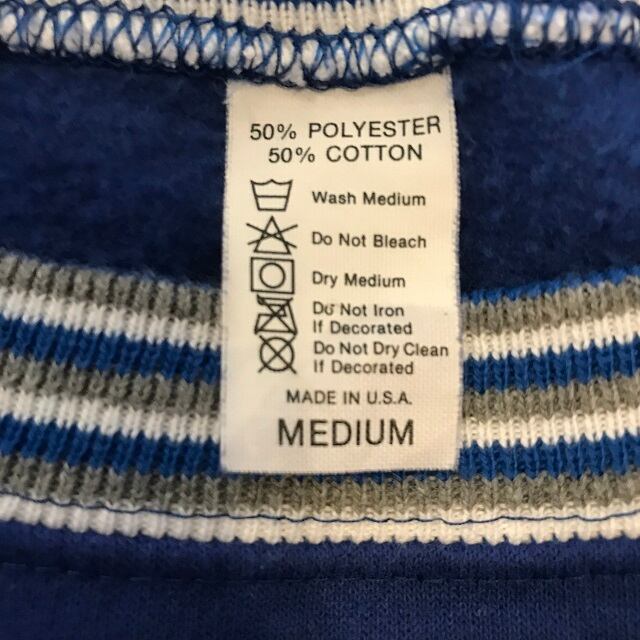 50% POLYESTER
50% COTTON
Wash Medium
Do Not Bleach
Dry Medium
Do Not Iron
If Decorated
Do Not Dry Clean
If Decorated
MADE IN U.S.A.
MEDIUM